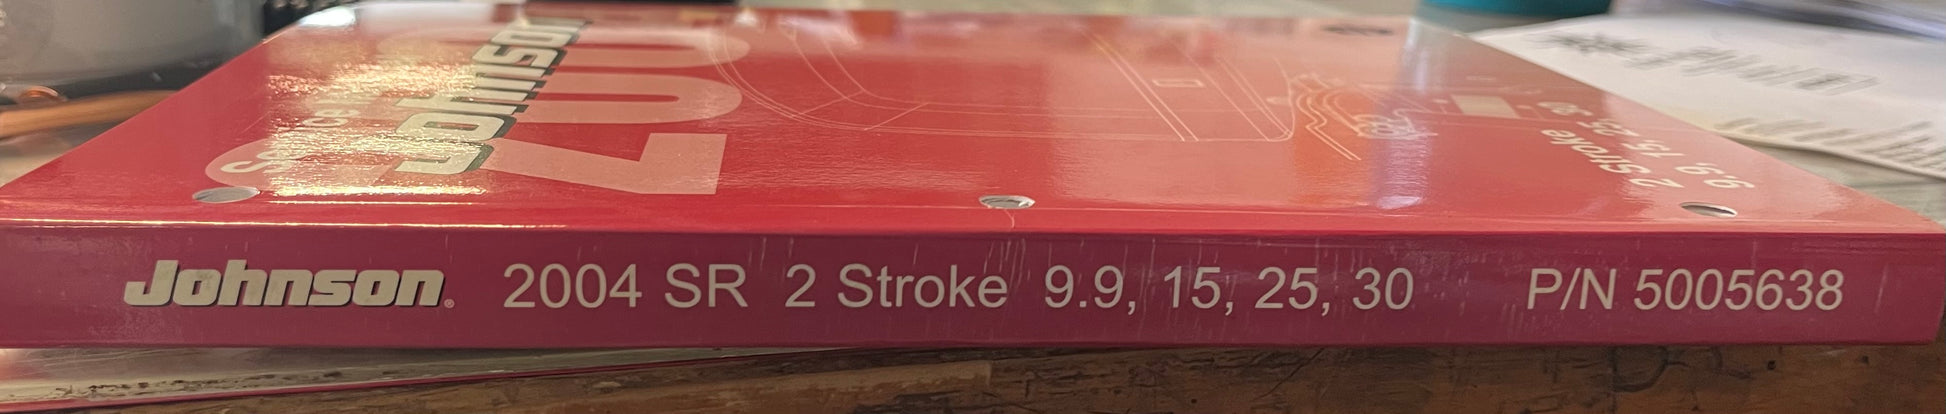 Johnson
2 Stroke
9.9, 15, 25, 30
Johnson® 2004 SR 2 Stroke 9.9, 15, 25, 30 P/N 5005638